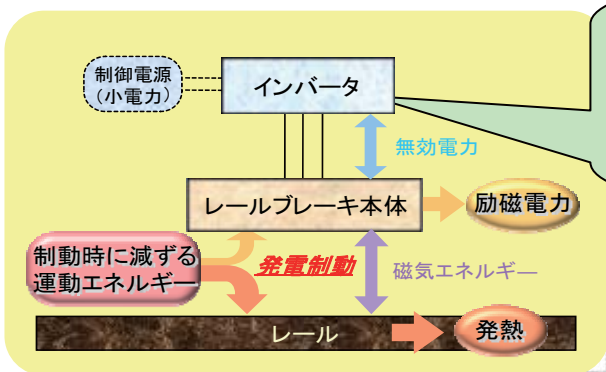 制御電源
(小電力)
インバータ
無効電力
レールブレーキ本体
励磁電力
制動時に減ずる
運動エネルギー
発電制動
磁気エネルギー
レール
発熱